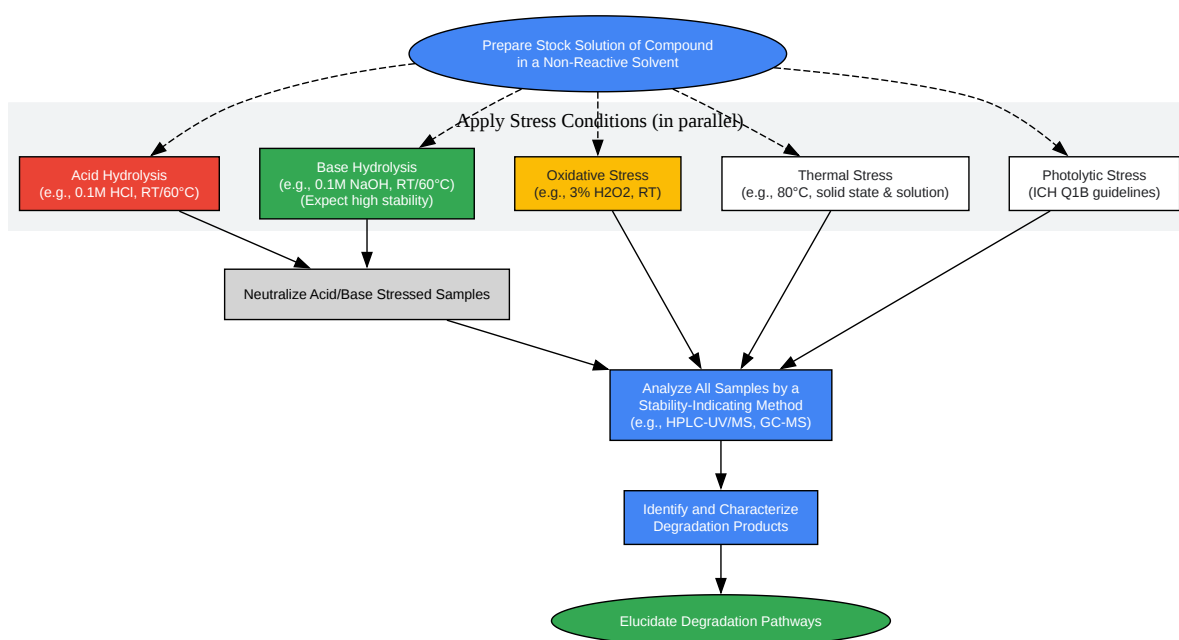 Prepare Stock Solution of Compound
in a Non-Reactive Solvent
Apply Stress Conditions (in parallel)
Acid Hydrolysis
(e.g., 0.1M HCl, RT/60°C)
Base Hydrolysis
(e.g., 0.1M NaOH, RT/60°C)
(Expect high stability)
Oxidative Stress
(e.g., 3% H2O2, RT)
Thermal Stress
(e.g., 80°C, solid state & solution)
Photolytic Stress
(ICH Q1B guidelines)
Neutralize Acid/Base Stressed Samples
Analyze All Samples by a
Stability-Indicating Method
(e.g., HPLC-UV/MS, GC-MS)
Identify and Characterize
Degradation Products
Elucidate Degradation Pathways